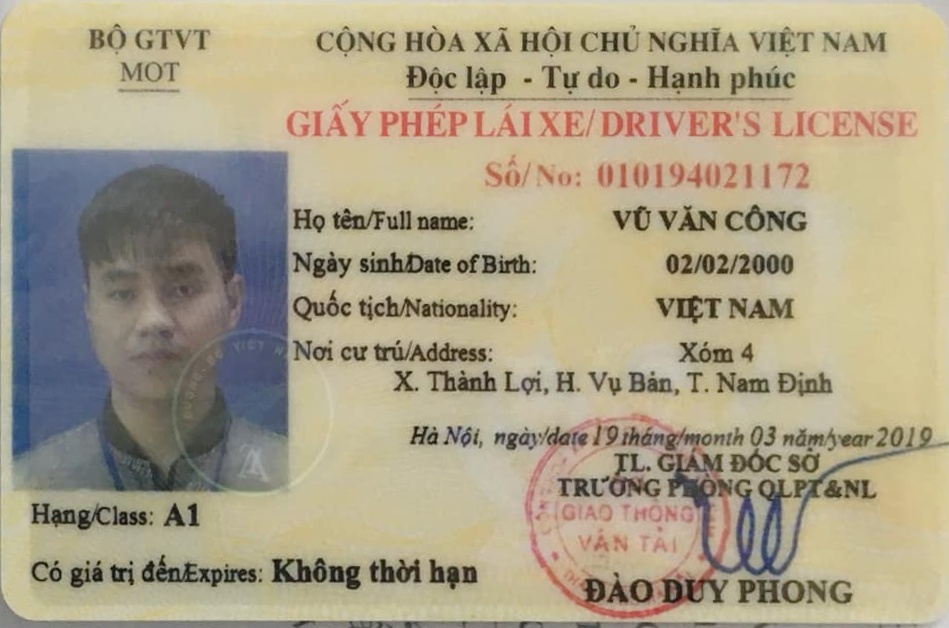 BỘ GTVT
MOT
CỘNG HÒA XÃ HỘI CHỦ NGHĨA VIỆT NAM
Độc lập - Tự do - Hạnh phúc
GIẤY PHÉP LÁI XE/ DRIVER'S LICENSE
Số/ No: 010194021172
Họ tên/Full name: VŨ VĂN CÔNG
Ngày sinh/Date of Birth: 02/02/2000
Quốc tịch/Nationality: VIỆT NAM
Nơi cư trú/Address: Xóm 4
X. Thành Lợi, H. Vụ Bản, T. Nam Định
Hà Nội, ngày/date 19 tháng/month 03 năm/year 2019
TL. GIÁM ĐỐC SỞ
TRƯỞNG PHÒNG QLPT&NL
GIAO THÔNG
VẬN TẢI
Hạng/Class: A1
Có giá trị đến/Expires: Không thời hạn
ĐÀO DUY PHONG